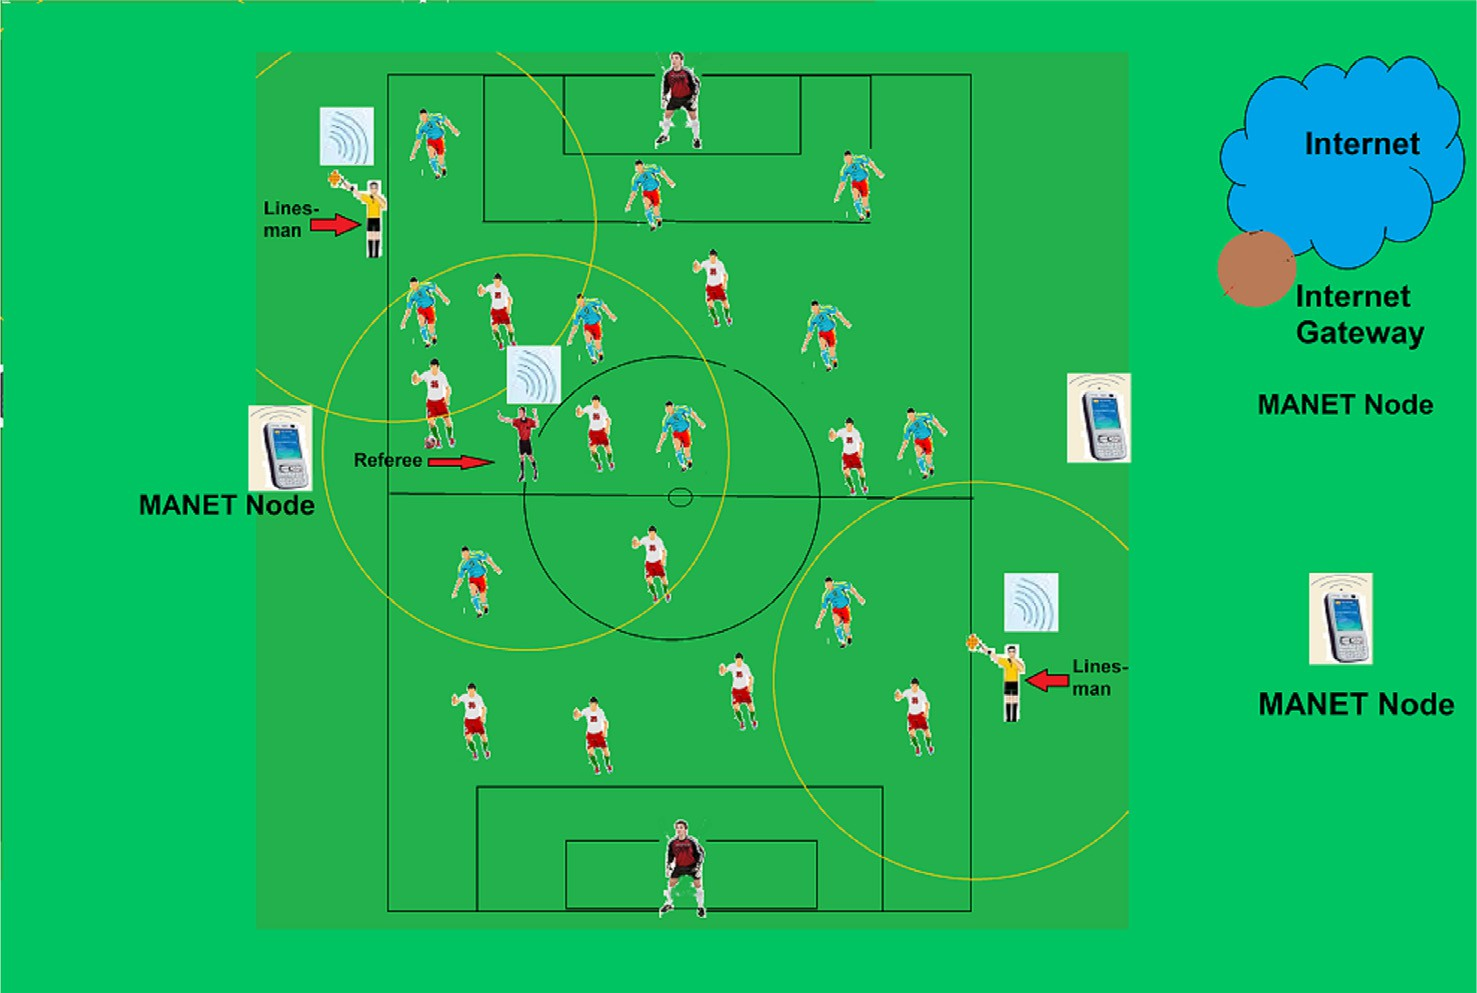 Internet
Lines-
man
Internet
Gateway
MANET Node
Referee
MANET Node
Lines-
man
MANET Node